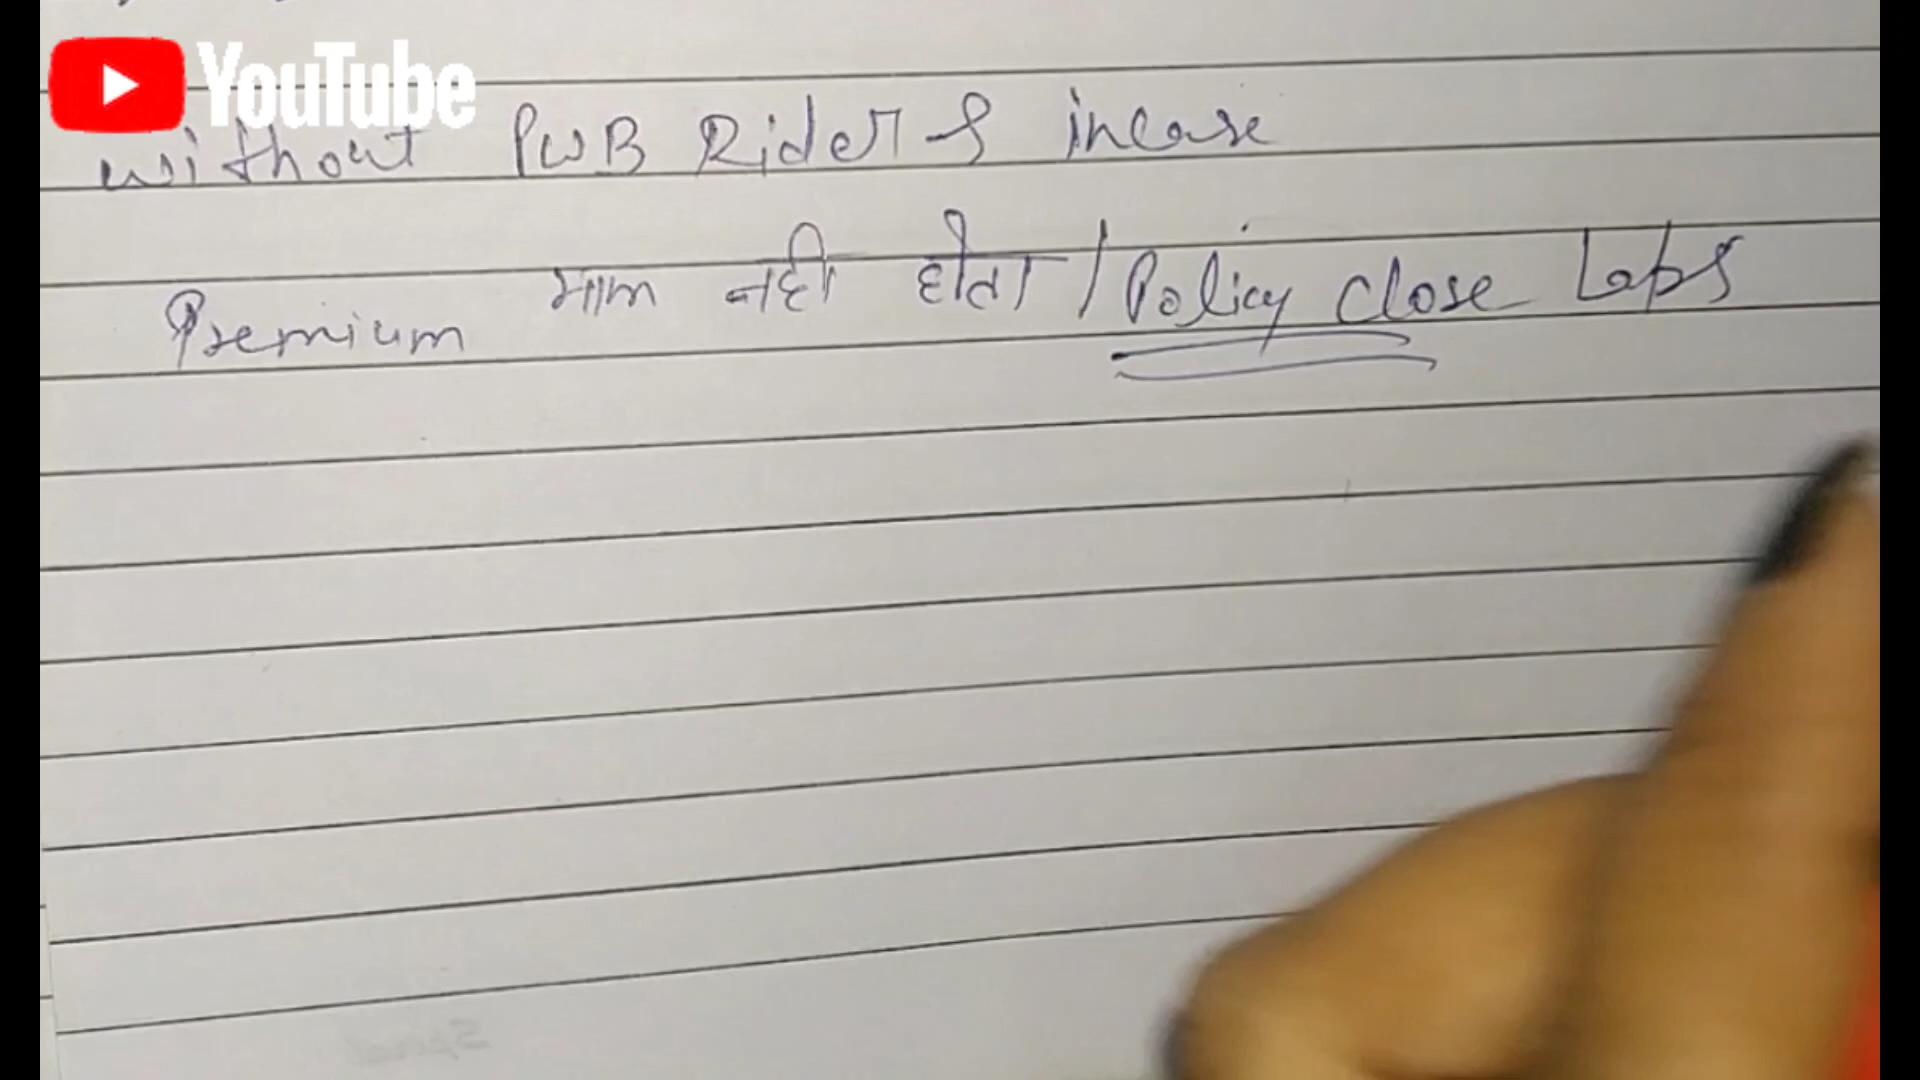 YouTube
without PWB Rider & incase
Premium माफ नही होता / Policy close Laps